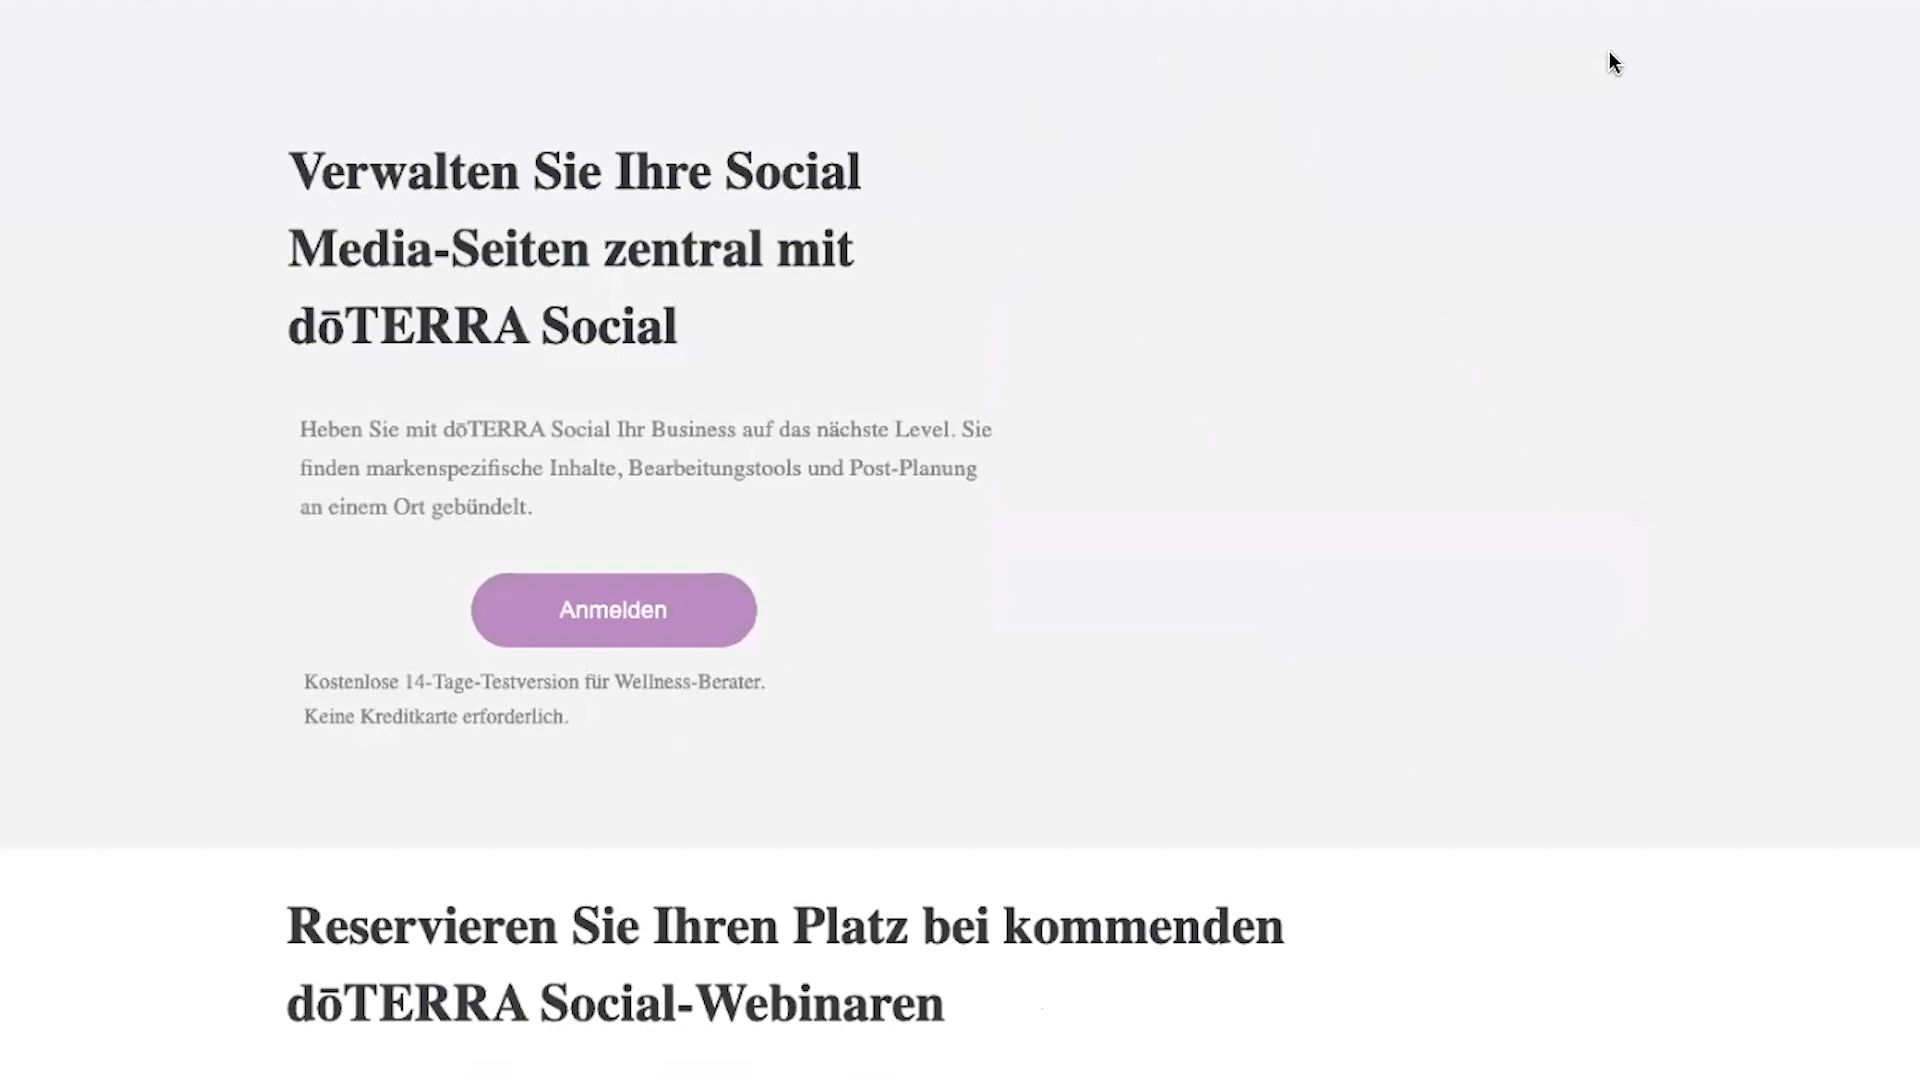 Verwalten Sie Ihre Social
Media-Seiten zentral mit
dōTERRA Social
Heben Sie mit dōTERRA Social Ihr Business auf das nächste Level. Sie
finden markenspezifische Inhalte, Bearbeitungstools und Post-Planung
an einem Ort gebündelt.
Anmelden
Kostenlose 14-Tage-Testversion für Wellness-Berater.
Keine Kreditkarte erforderlich.
Reservieren Sie Ihren Platz bei kommenden
dōTERRA Social-Webinaren